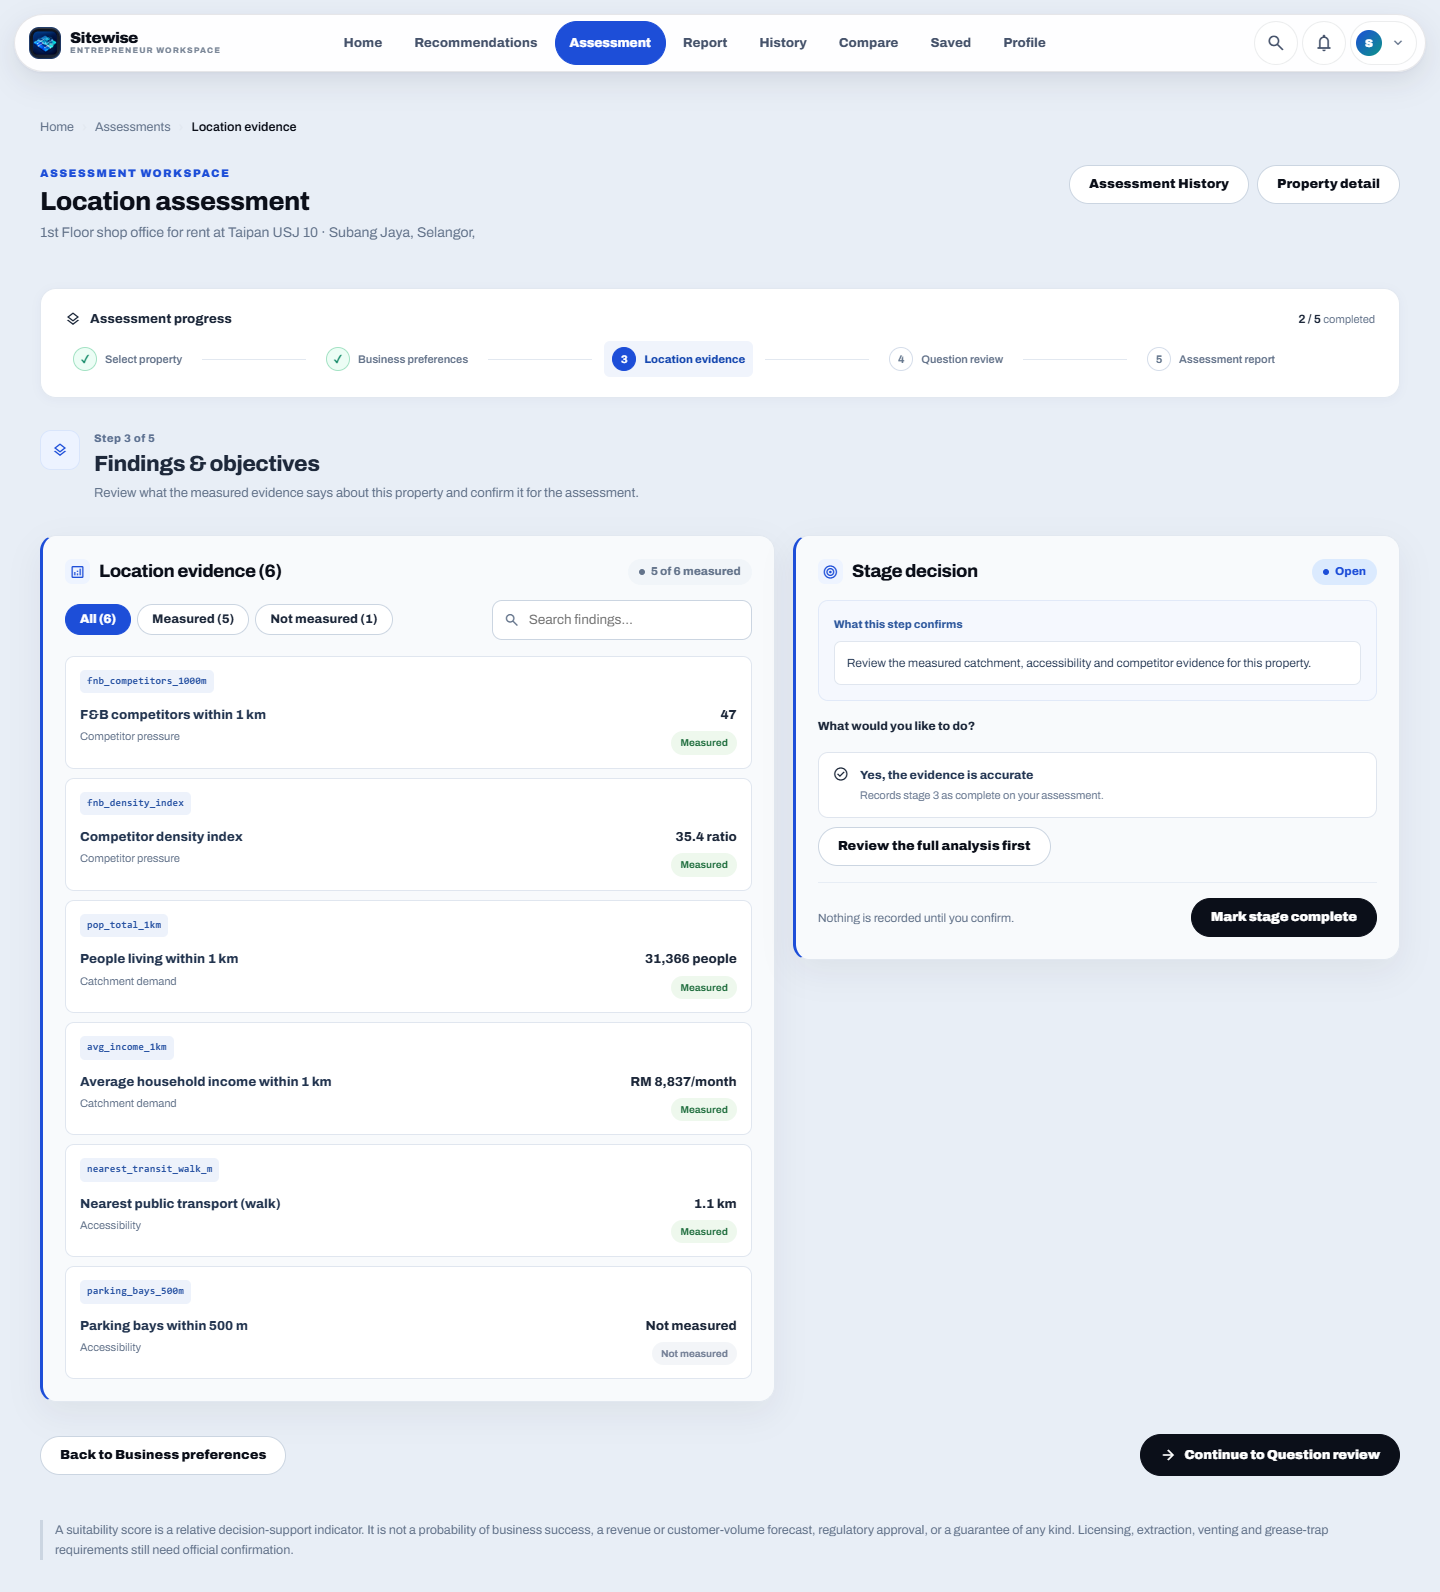 Sitewise
ENTREPRENEUR WORKSPACE
Home
Recommendations
Assessment
Report
History
Compare
Saved
Profile
S
Home
Assessments
Location evidence
ASSESSMENT WORKSPACE
Location assessment
1st Floor shop office for rent at Taipan USJ 10 · Subang Jaya, Selangor,
Assessment History
Property detail
Assessment progress
2 / 5 completed
Select property
Business preferences
3 Location evidence
4 Question review
5 Assessment report
Step 3 of 5
Findings & objectives
Review what the measured evidence says about this property and confirm it for the assessment.
Location evidence (6)
5 of 6 measured
All (6)
Measured (5)
Not measured (1)
Search findings...
fnb_competitors_1000m
F&B competitors within 1 km
47
Competitor pressure
Measured
fnb_density_index
Competitor density index
35.4 ratio
Competitor pressure
Measured
pop_total_1km
People living within 1 km
31,366 people
Catchment demand
Measured
avg_income_1km
Average household income within 1 km
RM 8,837/month
Catchment demand
Measured
nearest_transit_walk_m
Nearest public transport (walk)
1.1 km
Accessibility
Measured
parking_bays_500m
Parking bays within 500 m
Not measured
Accessibility
Not measured
Stage decision
Open
What this step confirms
Review the measured catchment, accessibility and competitor evidence for this property.
What would you like to do?
Yes, the evidence is accurate
Records stage 3 as complete on your assessment.
Review the full analysis first
Nothing is recorded until you confirm.
Mark stage complete
Back to Business preferences
Continue to Question review
A suitability score is a relative decision-support indicator. It is not a probability of business success, a revenue or customer-volume forecast, regulatory approval, or a guarantee of any kind. Licensing, extraction, venting and grease-trap
requirements still need official confirmation.